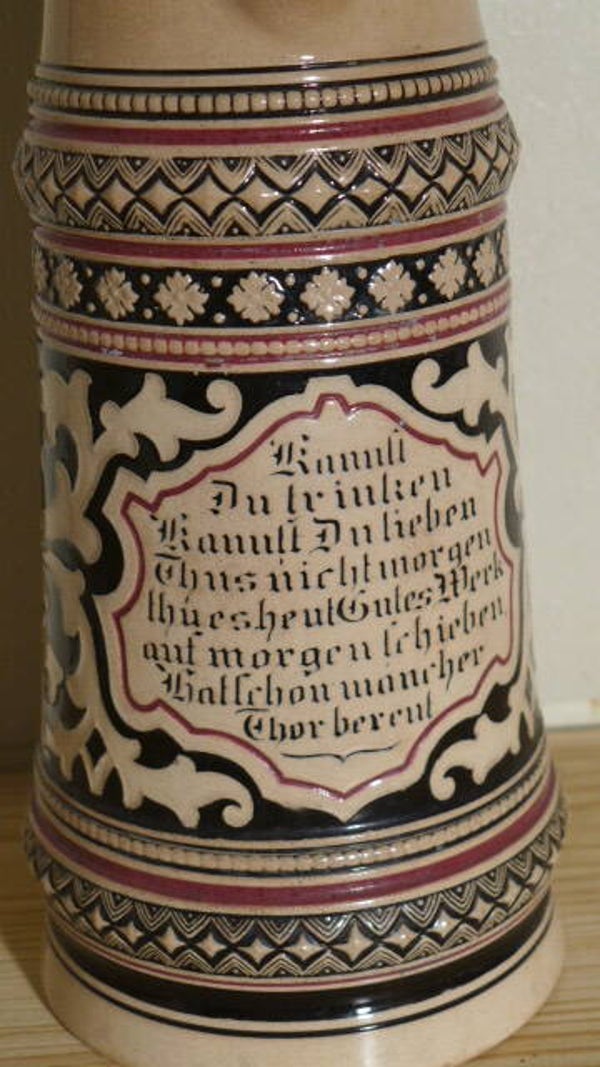 Kannst
Du trinken
Kannst Du lieben
Thus nicht morgen
thu es heut Gutes Werk
auf morgen schieben
Hat schon mancher
Thor bereut